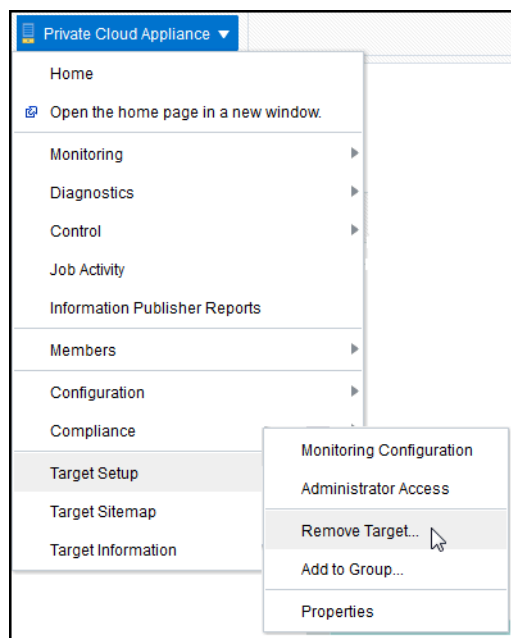 Private Cloud Appliance
Home
Open the home page in a new window.
Monitoring
Diagnostics
Control
Job Activity
Information Publisher Reports
Members
Configuration
Compliance
Target Setup
Target Sitemap
Target Information
Monitoring Configuration
Administrator Access
Remove Target...
Add to Group...
Properties